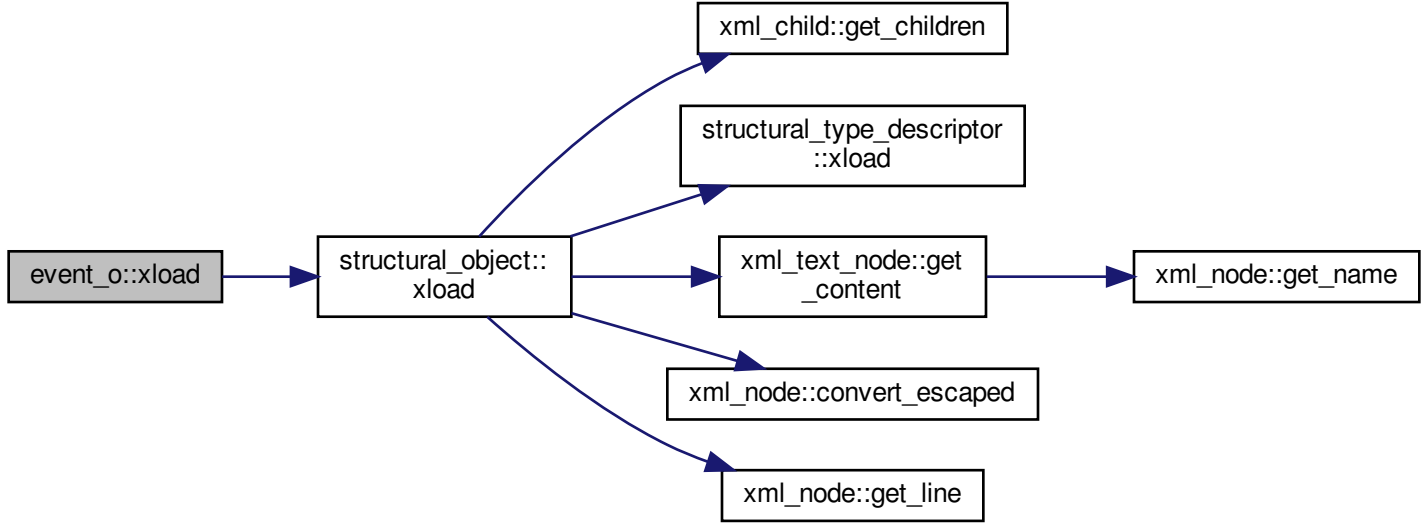 xml_child::get_children
structural_type_descriptor
::xload
event_o::xload
structural_object::
xload
xml_text_node::get
_content
xml_node::get_name
xml_node::convert_escaped
xml_node::get_line